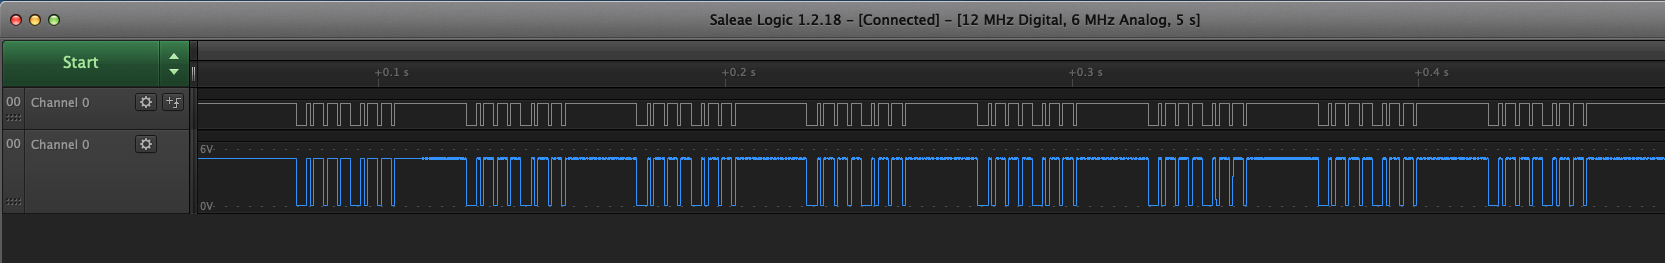 Saleae Logic 1.2.18 – [Connected] – [12 MHz Digital, 6 MHz Analog, 5 s]
Start
+0.1 s +0.2 s +0.3 s +0.4 s
00 Channel 0
00 Channel 0
6V
0V